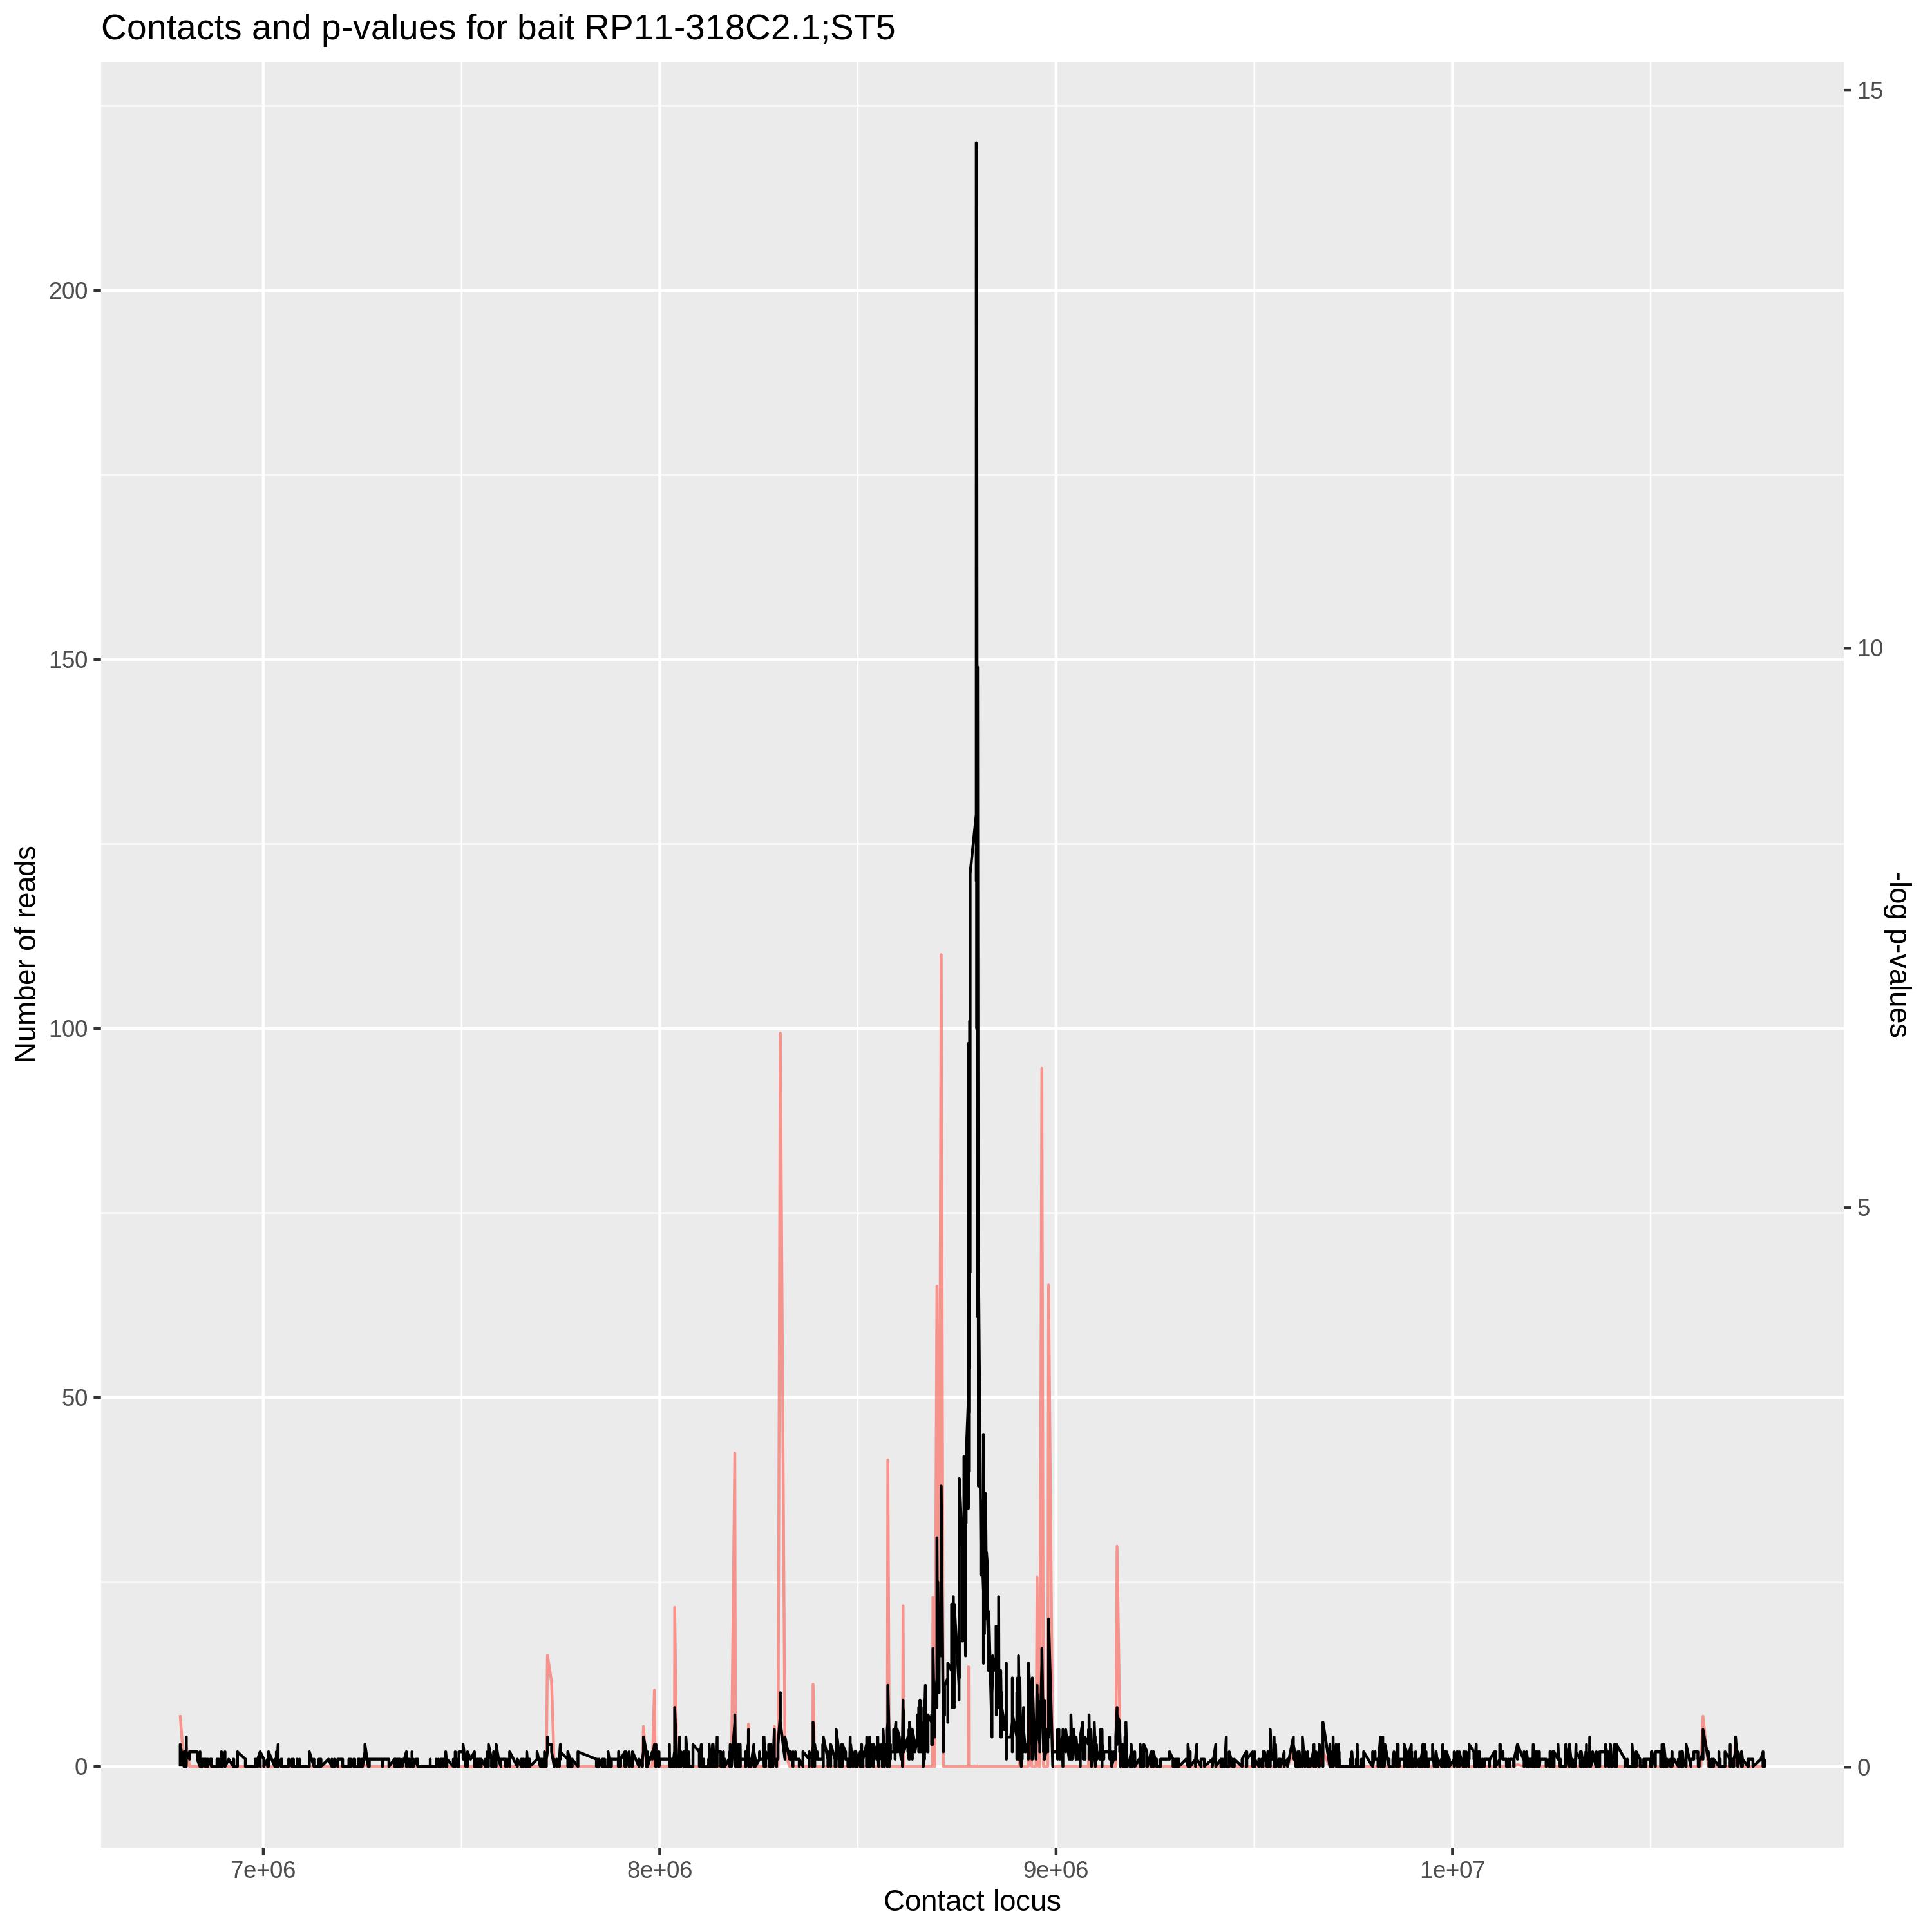 Contacts and p-values for bait RP11-318C2.1;ST5
15
200
150
10
Number of reads
-log p-values
100
5
50
0
0
7e+06
8e+06
9e+06
1e+07
Contact locus